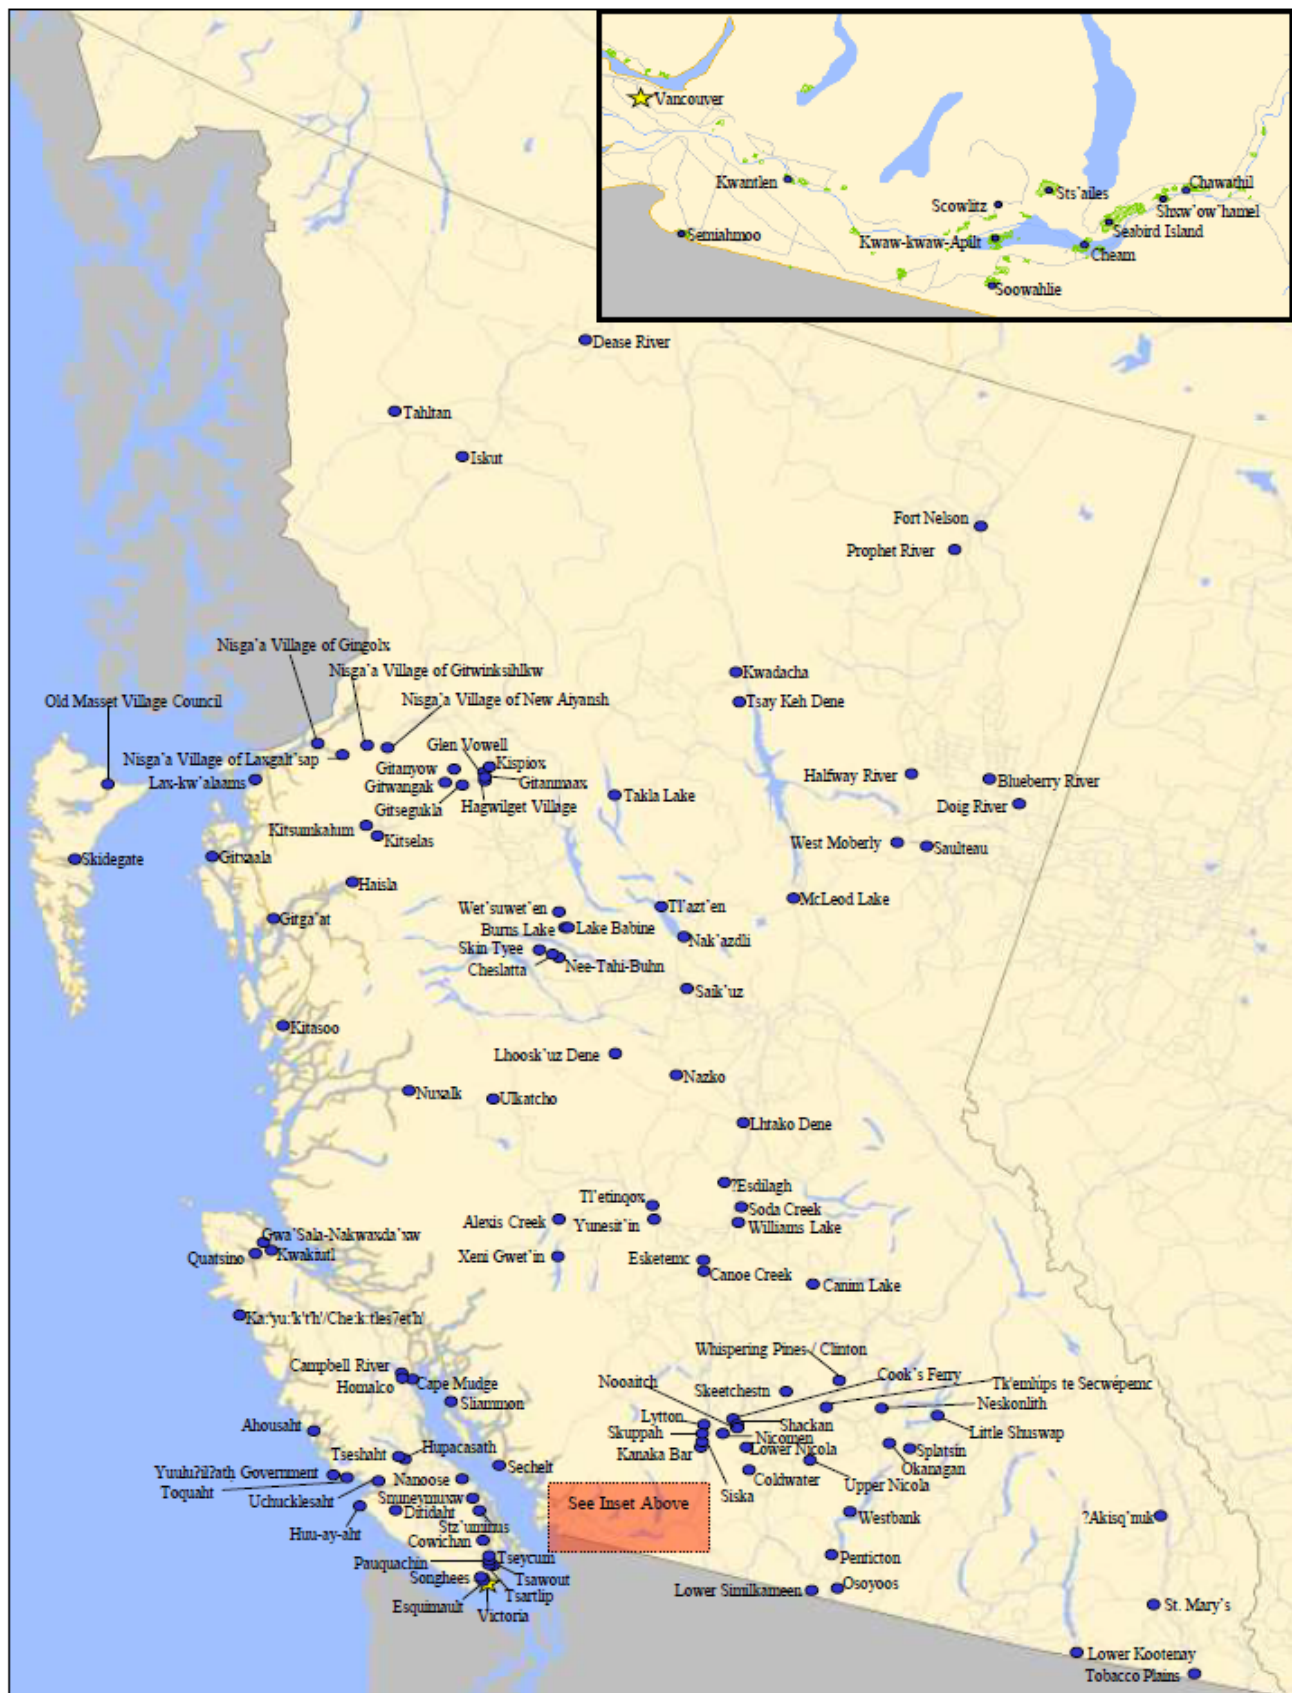 Vancouver
Kwantlen
Semiahmoo
Scowlitz
Kwaw-kwaw-Apilt
Sts'ailes
Chawathil
Shxw'ow'hamel
Seabird Island
Cheam
Soowahlie
Dease River
Tahltan
Iskut
Fort Nelson
Prophet River
Nisga'a Village of Gingolx
Nisga'a Village of Gitwinksihlkw
Nisga'a Village of New Aiyansh
Old Masset Village Council
Nisga'a Village of Laxgalt'sap
Lax-kw'alaams
Kwadacha
Tsay Keh Dene
Glen Vowell
Kispiox
Gitanyow
Gitanmaax
Gitwangak
Gitsegukla
Hagwilget Village
Takla Lake
Halfway River
Blueberry River
Doig River
Kitsumkalum
Kitselas
West Moberly
Saulteau
Skidegate
Gitxaala
Haisla
McLeod Lake
Gitga'at
Wet'suwet'en
Tl'azt'en
Burns Lake
Lake Babine
Nak'azdli
Skin Tyee
Cheslatta
Nee-Tahi-Buhn
Saik'uz
Kitasoo
Lhoosk'uz Dene
Nazko
Nuxalk
Ulkatcho
Lhtako Dene
?Esdilagh
Tl'etinqox
Soda Creek
Alexis Creek
Yunesit'in
Williams Lake
Gwa'Sala-Nakwaxda'xw
Quatsino
Kwakiutl
Xeni Gwet'in
Esketemc
Canoe Creek
Canim Lake
Ka:'yu:'k't'h'/Che:k:tles7et'h'
Whispering Pines / Clinton
Campbell River
Homalco
Cape Mudge
Sliammon
Nooaitch
Skeetchestn
Cook's Ferry
Tk'emlúps te Secwépemc
Neskonlith
Little Shuswap
Ahousaht
Lytton
Shackan
Skuppah
Nicomen
Kanaka Bar
Lower Nicola
Splatsin
Okanagan
Tseshaht
Hupacasath
Sechelt
Yuułu?il?ath Government
Toquaht
Uchucklesaht
Nanoose
Siska
Coldwater
Upper Nicola
Snuneymuxw
See Inset Above
Huu-ay-aht
Ditidaht
Stz'uminus
Westbank
?Akisq'nuk
Cowichan
Pauquachin
Tseycum
Penticton
Songhees
Tsawout
Tsartlip
Esquimault
Victoria
Lower Similkameen
Osoyoos
St. Mary's
Lower Kootenay
Tobacco Plains